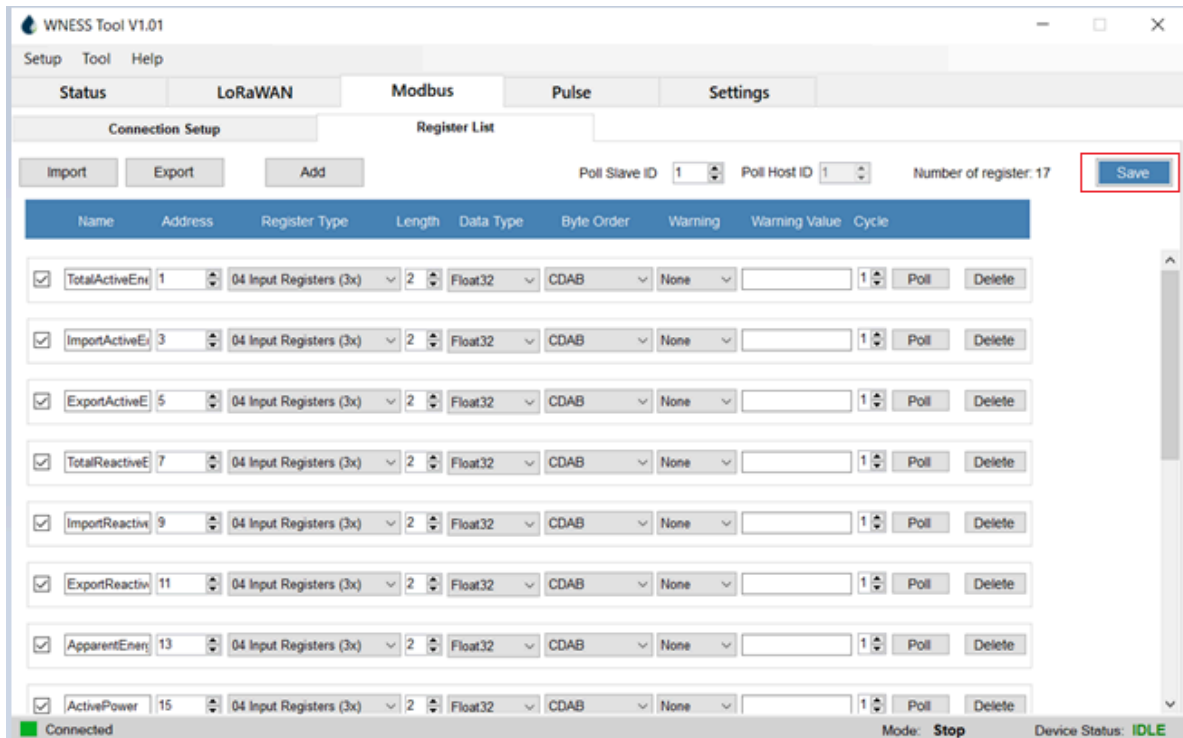 WNESS Tool V1.01
Setup Tool Help
Status LoRaWAN Modbus Pulse Settings
Connection Setup Register List
Import Export Add Poll Slave ID 1 Poll Host ID 1 Number of register: 17 Save
Name Address Register Type Length Data Type Byte Order Warning Warning Value Cycle
TotalActiveEne 1 04 Input Registers (3x) 2 Float32 CDAB None 1 Poll Delete
ImportActiveE 3 04 Input Registers (3x) 2 Float32 CDAB None 1 Poll Delete
ExportActiveE 5 04 Input Registers (3x) 2 Float32 CDAB None 1 Poll Delete
TotalReactiveE 7 04 Input Registers (3x) 2 Float32 CDAB None 1 Poll Delete
ImportReactive 9 04 Input Registers (3x) 2 Float32 CDAB None 1 Poll Delete
ExportReactiv 11 04 Input Registers (3x) 2 Float32 CDAB None 1 Poll Delete
ApparentEner 13 04 Input Registers (3x) 2 Float32 CDAB None 1 Poll Delete
ActivePower 15 04 Input Registers (3x) 2 Float32 CDAB None 1 Poll Delete
Connected Mode: Stop Device Status: IDLE